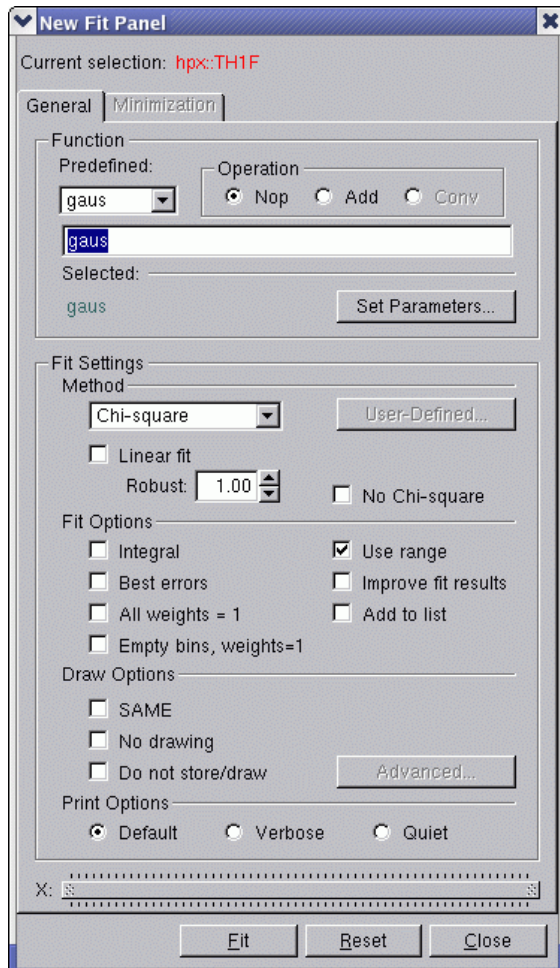 New Fit Panel
Current selection: hpx::TH1F
General Minimization
Function
Predefined: Operation
gaus Nop Add Conv
gaus
Selected:
gaus Set Parameters...
Fit Settings
Method
Chi-square User-Defined...
Linear fit
Robust: 1.00 No Chi-square
Fit Options
Integral Use range
Best errors Improve fit results
All weights = 1 Add to list
Empty bins, weights=1
Draw Options
SAME
No drawing
Do not store/draw Advanced...
Print Options
Default Verbose Quiet
X:
Fit Reset Close